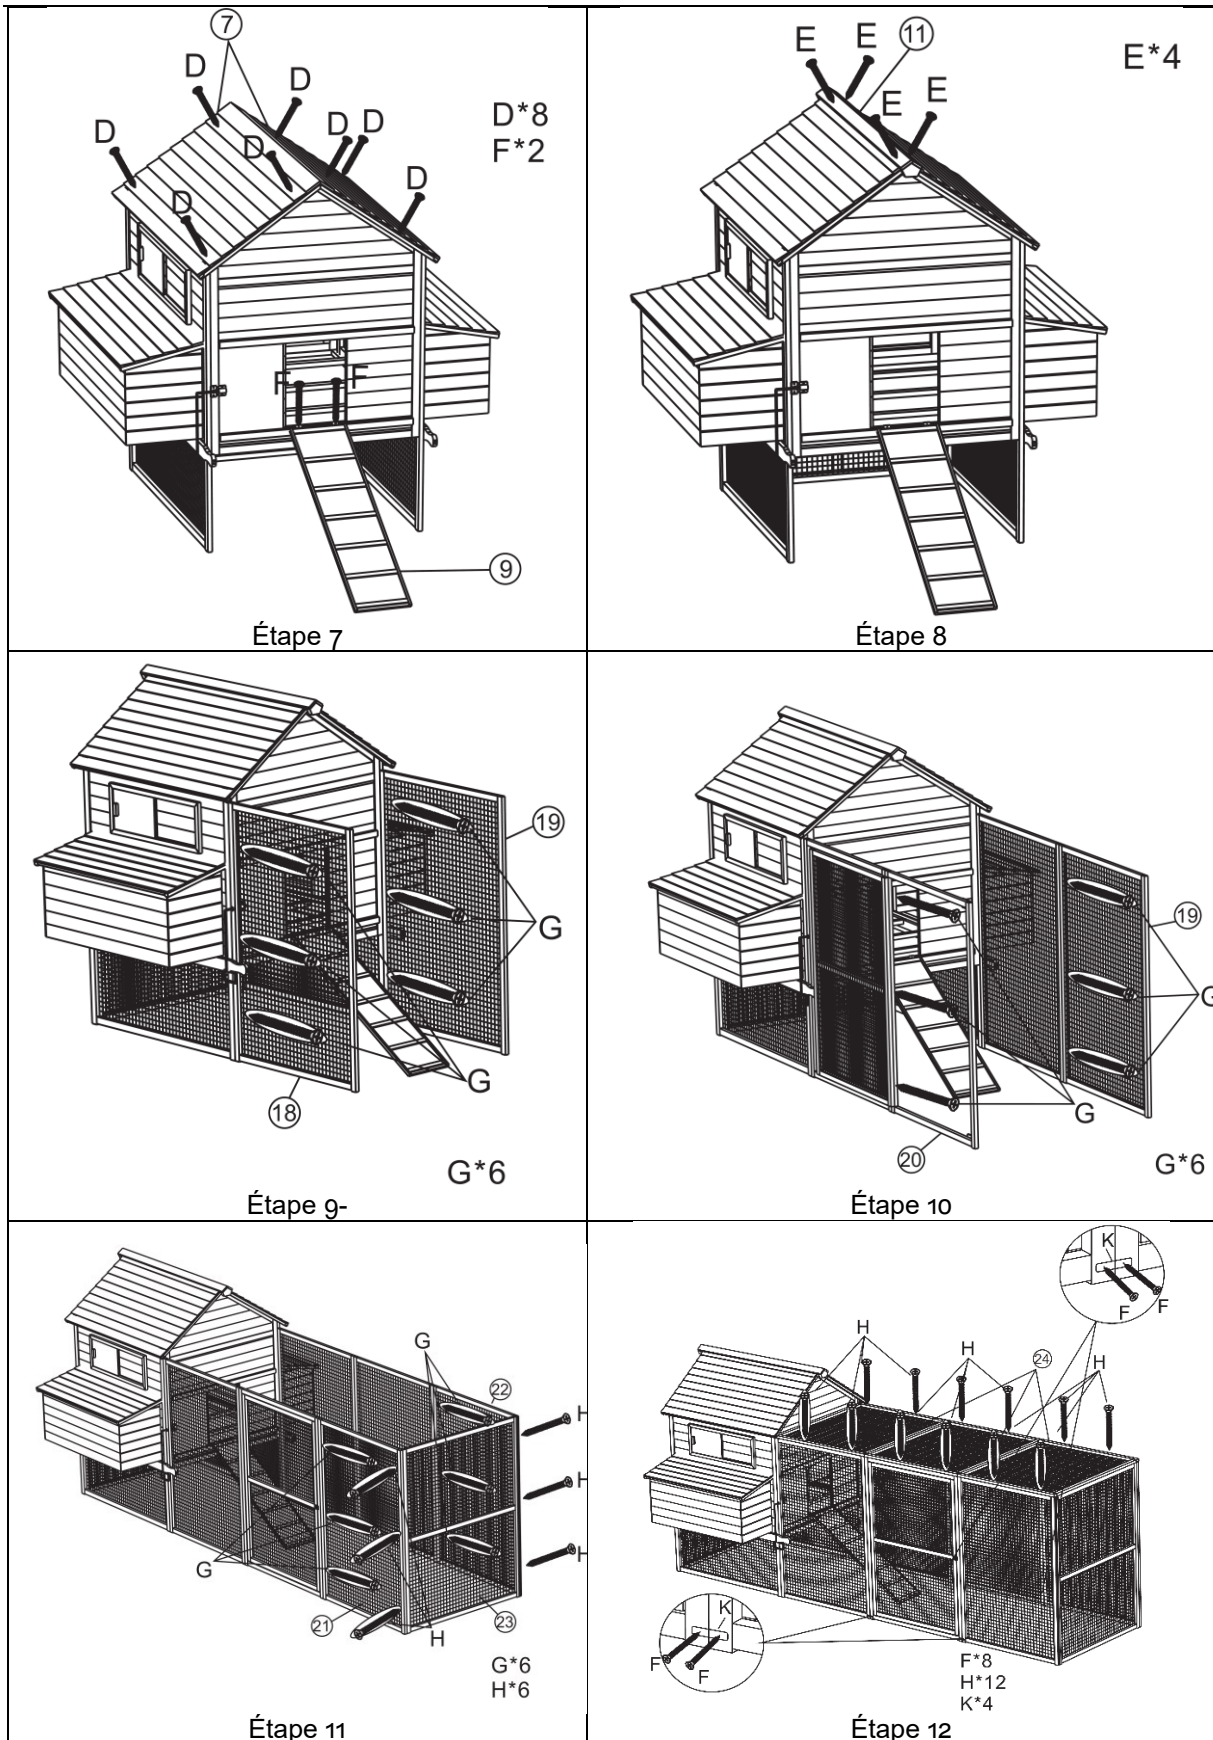 7
D
D
D
D
D
D
D
D
D*8
F*2
F
F
9
Étape 7
E
E
11
E
E
E*4
Étape 8
19
G
G
18
G*6
Étape 9-
19
G
G
20
G*6
Étape 10
G
22
H
H
H
G
21
23
H
G*6
H*6
Étape 11
K
F
F
H
H
24
H
K
F
F
F*8
H*12
K*4
Étape 12